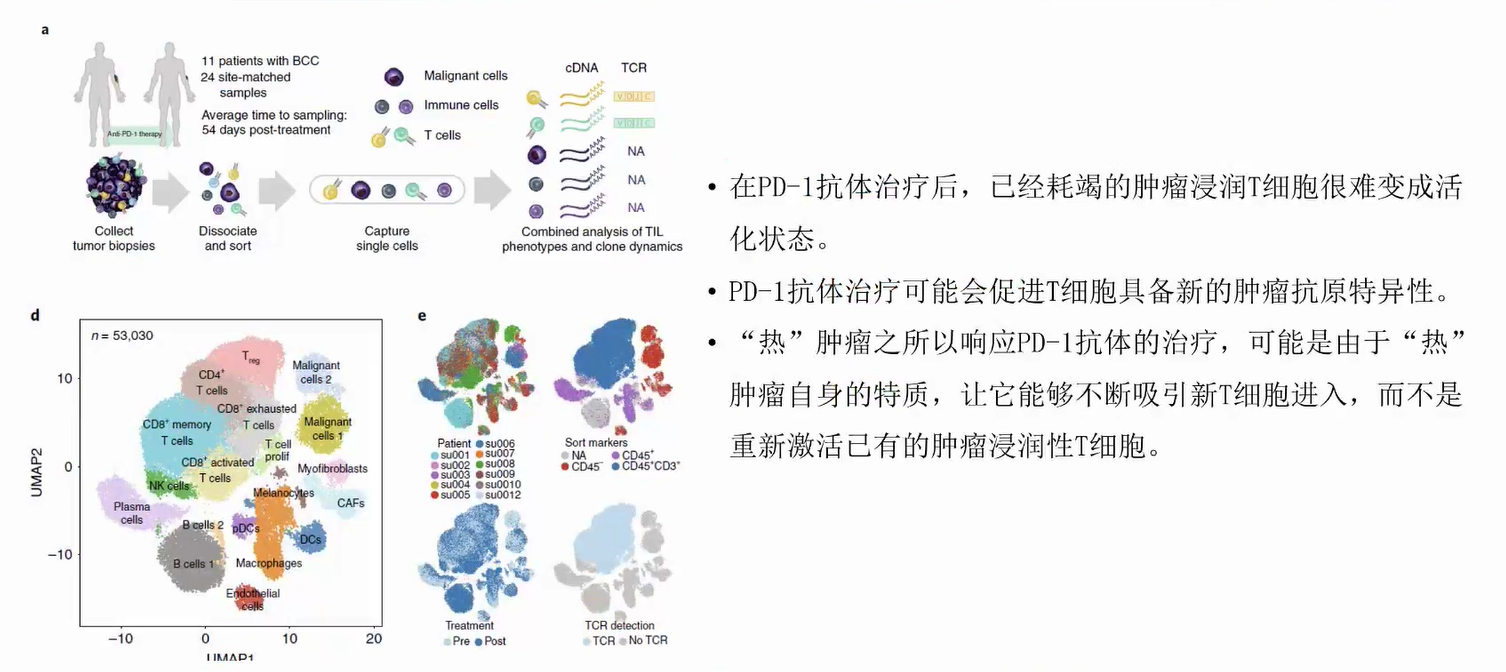 a
11 patients with BCC
24 site-matched
samples
Average time to sampling:
54 days post-treatment
Anti-PD-1 therapy
Malignant cells
Immune cells
T cells
cDNA
TCR
V D J C
V D J C
NA
NA
NA
Collect
tumor biopsies
Dissociate
and sort
Capture
single cells
Combined analysis of TIL
phenotypes and clone dynamics
d
n = 53,030
Treg
CD4+
T cells
Malignant
cells 2
CD8+ exhausted
T cells
CD8+ memory
T cells
Malignant
cells 1
T cell
prolif
CD8+ activated
T cells
Myofibroblasts
NK cells
Melanocytes
CAFs
Plasma
cells
B cells 2
pDCs
DCs
B cells 1
Macrophages
Endothelial
cells
UMAP2
10
0
−10
−10
0
10
20
UMAP1
e
Patient
su001
su002
su003
su004
su005
su006
su007
su008
su009
su0010
su0012
Sort markers
NA
CD45−
CD45+
CD45+CD3+
Treatment
Pre
Post
TCR detection
TCR
No TCR
• 在PD-1抗体治疗后，已经耗竭的肿瘤浸润T细胞很难变成活
化状态。
• PD-1抗体治疗可能会促进T细胞具备新的肿瘤抗原特异性。
• “热”肿瘤之所以响应PD-1抗体的治疗，可能是由于“热”
肿瘤自身的特质，让它能够不断吸引新T细胞进入，而不是
重新激活已有的肿瘤浸润性T细胞。